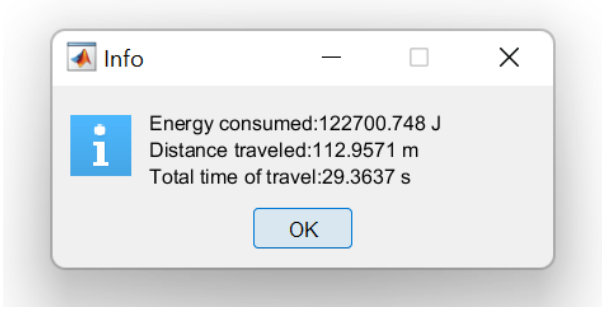 Info
Energy consumed:122700.748 J
Distance traveled:112.9571 m
Total time of travel:29.3637 s
OK